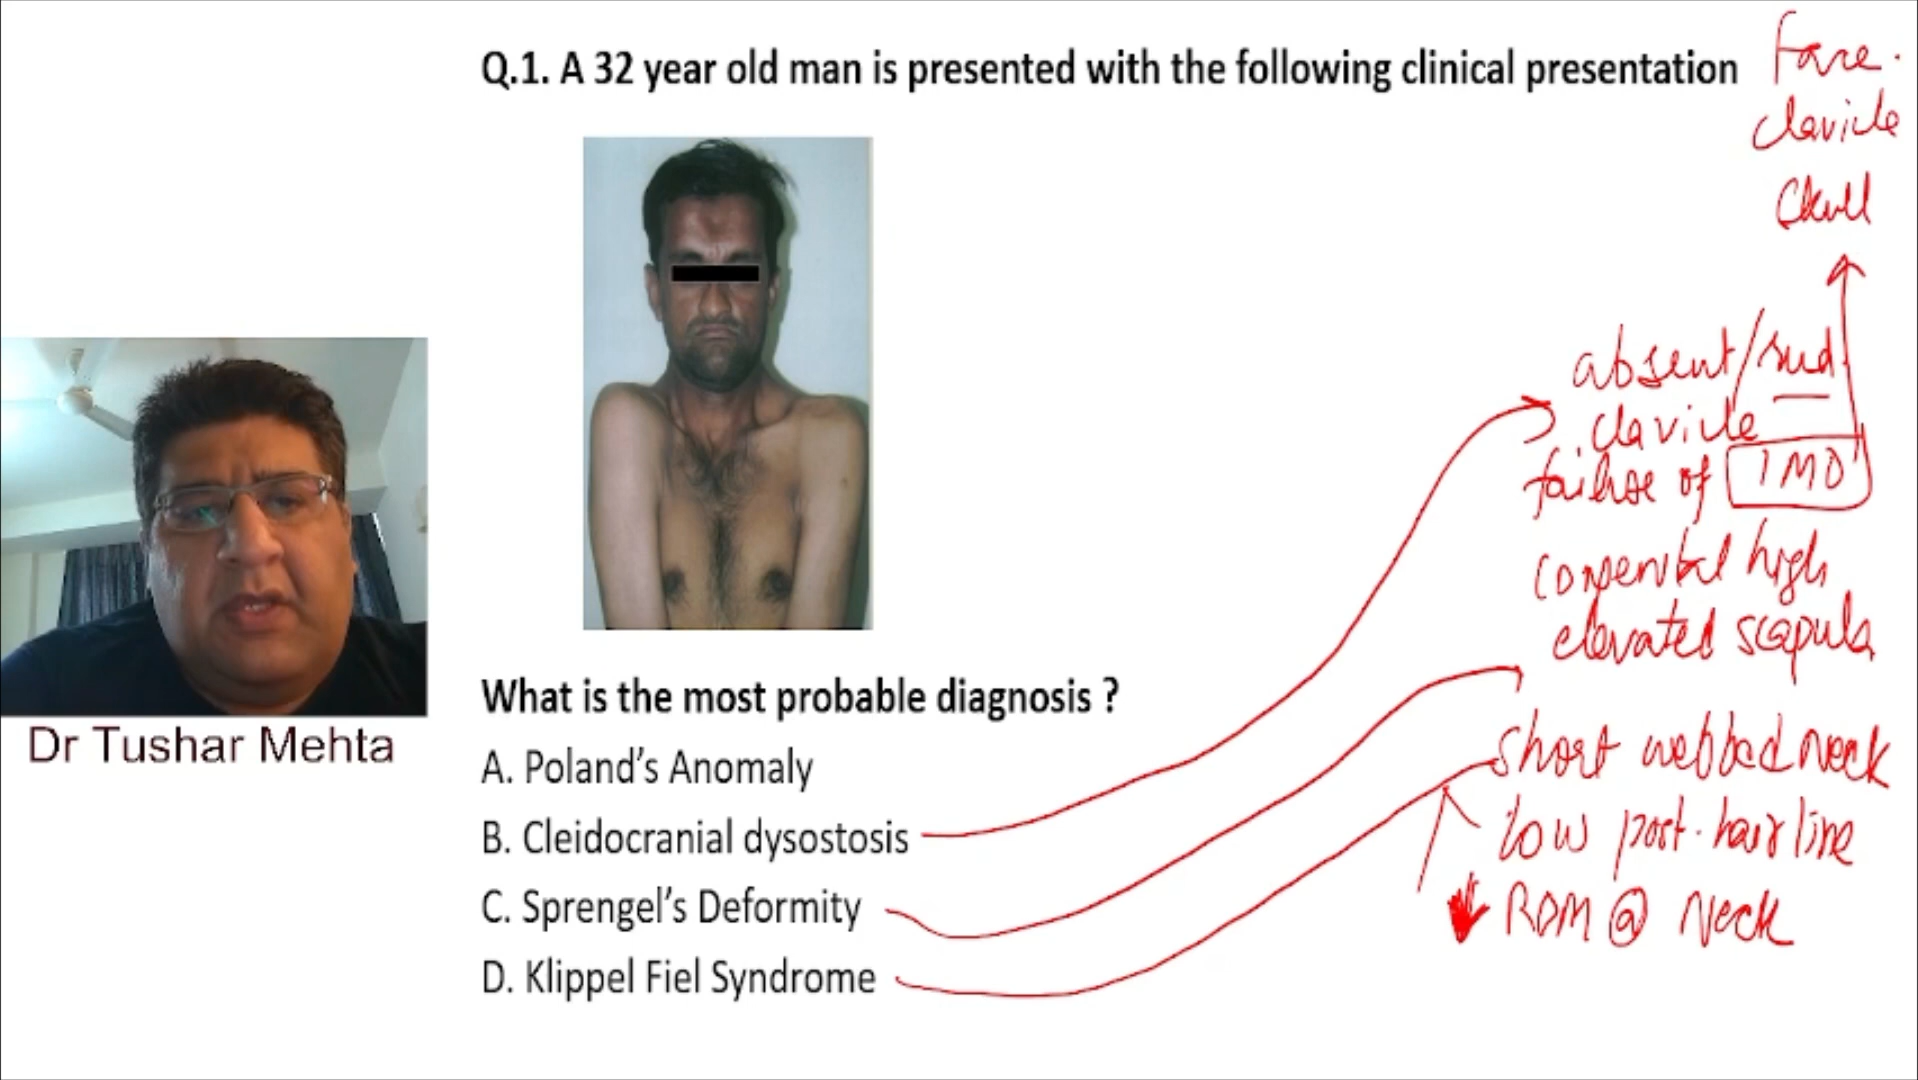 Q.1. A 32 year old man is presented with the following clinical presentation
Face.
clavicle
Skull
absent/rud
clavicle
failure of IMO
congenital high
elevated scapula
Dr Tushar Mehta
What is the most probable diagnosis ?
A. Poland’s Anomaly
B. Cleidocranial dysostosis
C. Sprengel’s Deformity
D. Klippel Fiel Syndrome
short webbed neck
low post. hair line
ROM @ Neck